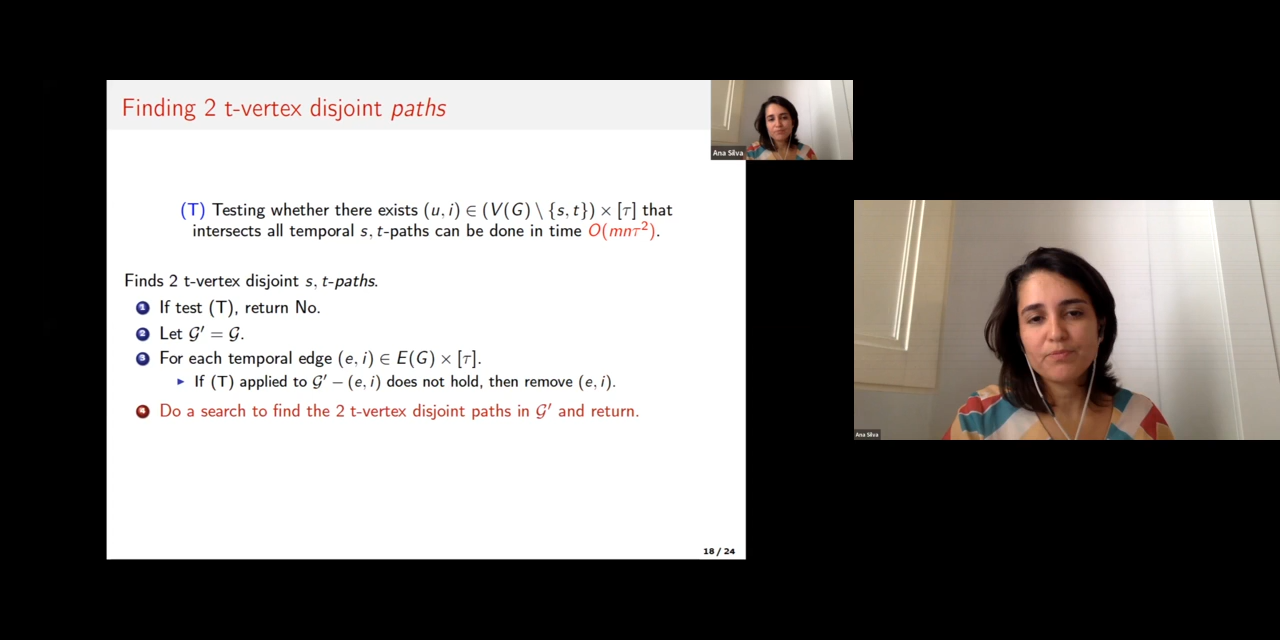 Finding 2 t-vertex disjoint paths
Ana Silva
(T) Testing whether there exists (u, i) ∈ (V(G) \ {s, t}) × [τ] that
intersects all temporal s, t-paths can be done in time O(mnτ²).
Finds 2 t-vertex disjoint s, t-paths.
1 If test (T), return No.
2 Let 𝒢′ = 𝒢.
3 For each temporal edge (e, i) ∈ E(G) × [τ].
▶ If (T) applied to 𝒢′ − (e, i) does not hold, then remove (e, i).
4 Do a search to find the 2 t-vertex disjoint paths in 𝒢′ and return.
Ana Silva
18 / 24